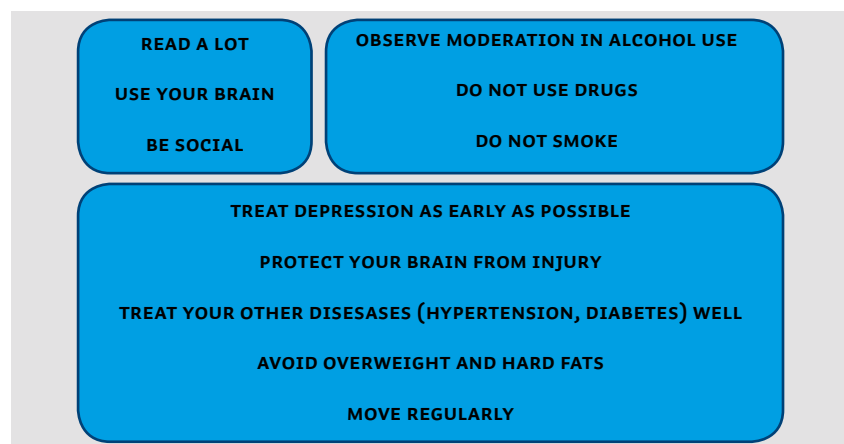 READ A LOT
USE YOUR BRAIN
BE SOCIAL
OBSERVE MODERATION IN ALCOHOL USE
DO NOT USE DRUGS
DO NOT SMOKE
TREAT DEPRESSION AS EARLY AS POSSIBLE
PROTECT YOUR BRAIN FROM INJURY
TREAT YOUR OTHER DISESASES (HYPERTENSION, DIABETES) WELL
AVOID OVERWEIGHT AND HARD FATS
MOVE REGULARLY